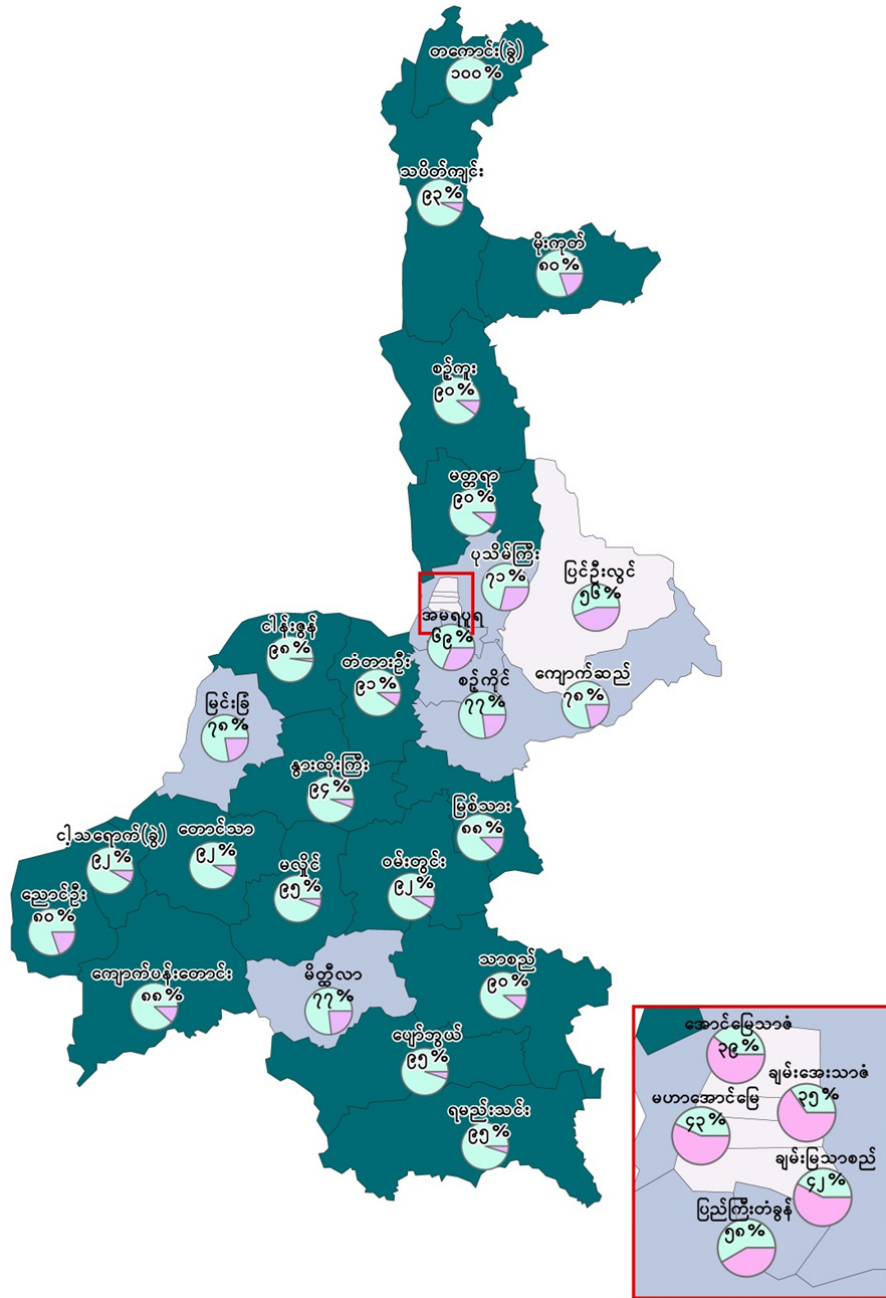 တကောင်း(ခွဲ)
၁၀၀%
သပိတ်ကျင်း
၉၃%
မိုးကုတ်
၈၀%
စဉ့်ကူး
၉၀%
မတ္တရာ
၉၀%
ပုသိမ်ကြီး
၇၁%
ပြင်ဦးလွင်
၅၆%
အမရပူရ
၆၉%
ငါန်းဇွန်
၉၈%
တံတားဦး
၉၁%
စဉ့်ကိုင်
၇၇%
ကျောက်ဆည်
၇၈%
မြင်းခြံ
၇၈%
နွားထိုးကြီး
၉၄%
မြစ်သား
၈၈%
ငါ့သရောက်(ခွဲ)
၉၂%
တောင်သာ
၉၂%
မလှိုင်
၉၅%
ဝမ်းတွင်း
၉၂%
ညောင်ဦး
၈၀%
ကျောက်ပန်းတောင်း
၈၈%
မိတ္ထီလာ
၇၇%
သာစည်
၉၀%
ပျော်ဘွယ်
၉၅%
ရမည်းသင်း
၉၅%
အောင်မြေသာဇံ
၃၉%
ချမ်းအေးသာဇံ
၃၅%
မဟာအောင်မြေ
၄၃%
ချမ်းမြသာစည်
၄၂%
ပြည်ကြီးတံခွန်
၅၈%